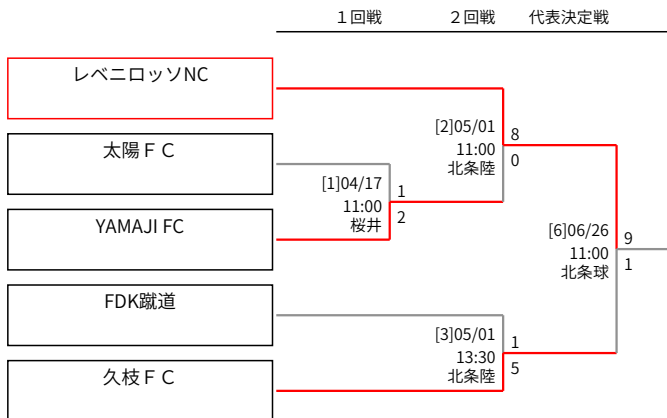 １回戦
２回戦
代表決定戦
レベニロッソNC
太陽ＦＣ
YAMAJI FC
FDK蹴道
久枝ＦＣ
[1]04/17
11:00
桜井
1
2
[2]05/01
11:00
北条陸
8
0
[3]05/01
13:30
北条陸
1
5
[6]06/26
11:00
北条球
9
1